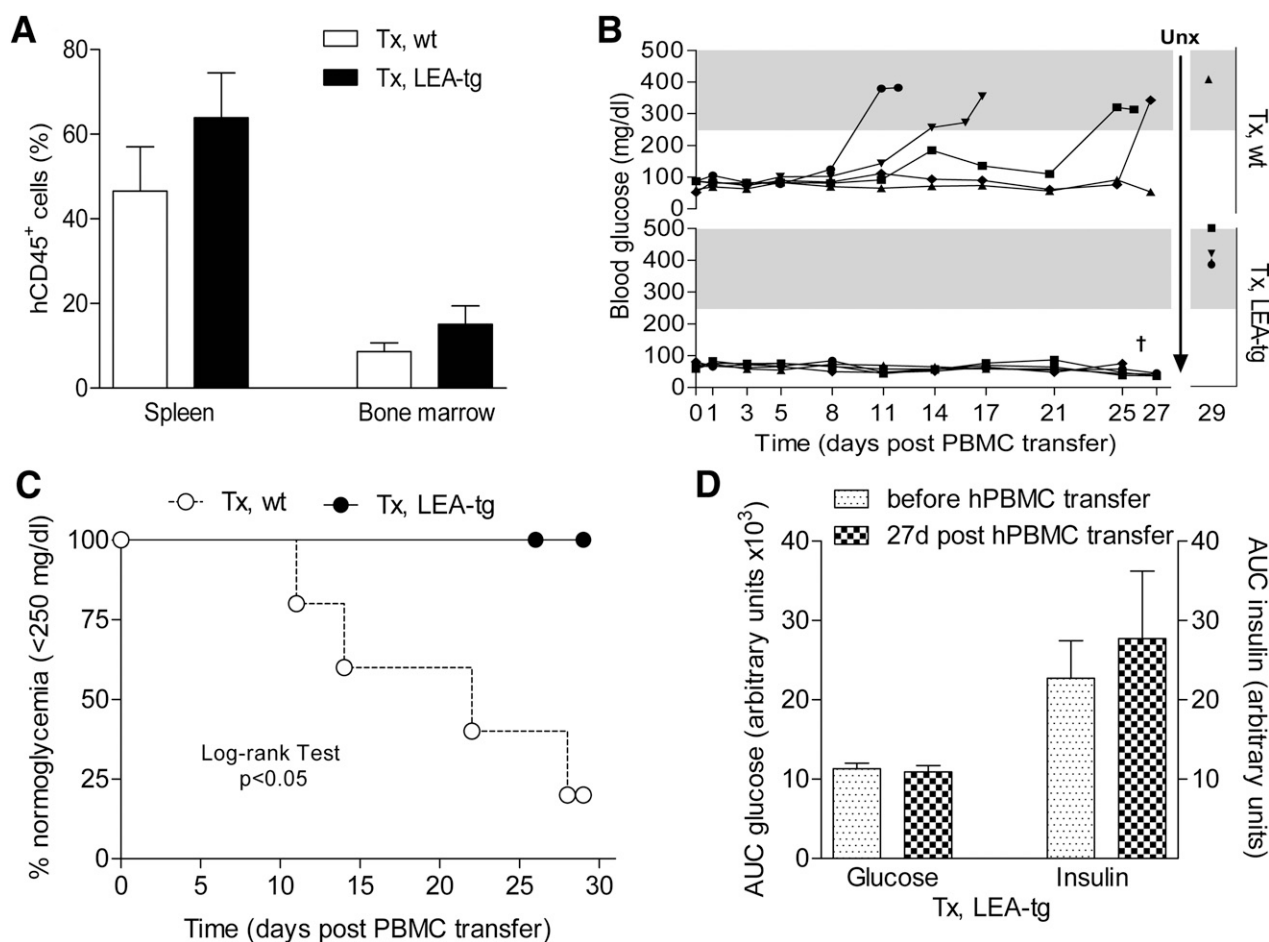 A
Tx, wt
Tx, LEA-tg
hCD45+ cells (%)
80
60
40
20
0
Spleen
Bone marrow
B
Unx
Blood glucose (mg/dl)
500
400
300
200
100
0
500
400
300
200
100
0
Tx, wt
Tx, LEA-tg
†
0 1 3 5 8 11 14 17 21 25 27 29
Time (days post PBMC transfer)
C
Tx, wt
Tx, LEA-tg
% normoglycemia (<250 mg/dl)
100
75
50
25
0
Log-rank Test
p<0.05
0 5 10 15 20 25 30
Time (days post PBMC transfer)
D
before hPBMC transfer
27d post hPBMC transfer
AUC glucose (arbitrary units x10³)
40
30
20
10
0
40
30
20
10
0
AUC insulin (arbitrary units)
Glucose
Insulin
Tx, LEA-tg